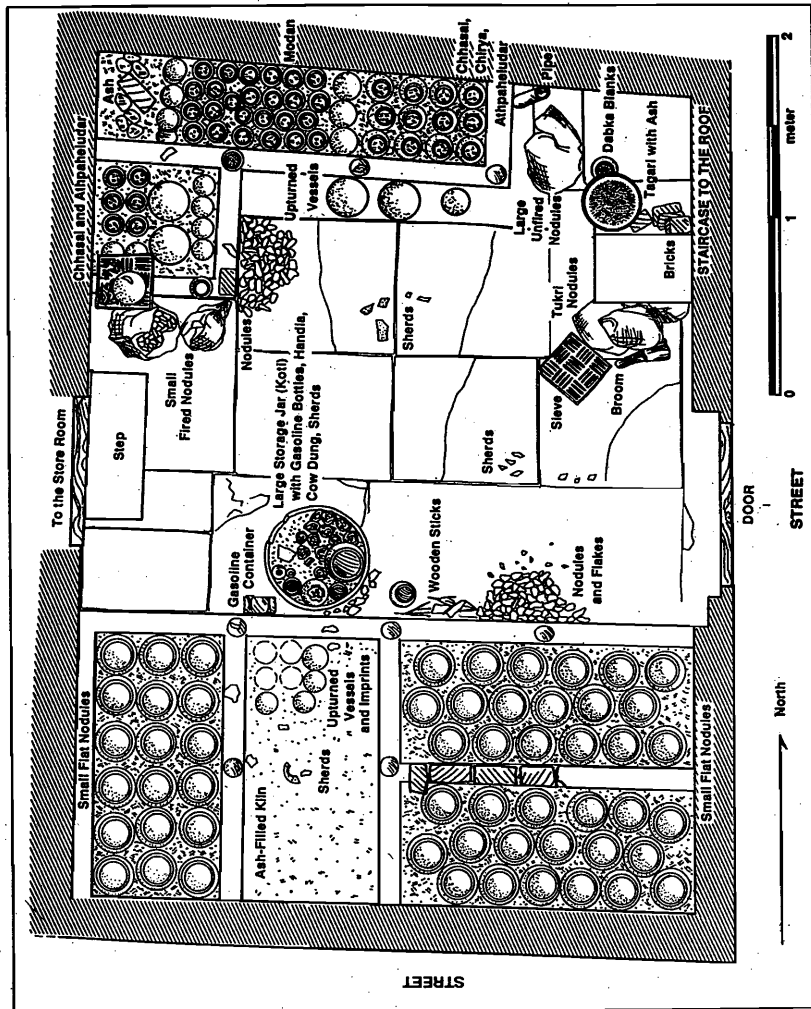 To the Store Room
Step
Chhasai and Athpaheludar
Ash
Modan
Chhasai,
Chirya,
Athpaheludar
Pipe
Upturned
Vessels
Large
Unfired
Nodules
Debka Blanks
Tagari with Ash
STAIRCASE TO THE ROOF
Bricks
Tukri
Nodules
Small
Fired Nodules
Nodules
Sherds
Sieve
Broom
Large Storage Jar (Koti)
with Gasoline Bottles, Handia,
Cow Dung, Sherds
Gasoline
Container
Sherds
Wooden Sticks
Nodules
and Flakes
DOOR
STREET
Small Flat Nodules
Ash-Filled Kiln
Sherds
Upturned
Vessels
and Imprints
Small Flat Nodules
North
STREET
0
1
2
meter